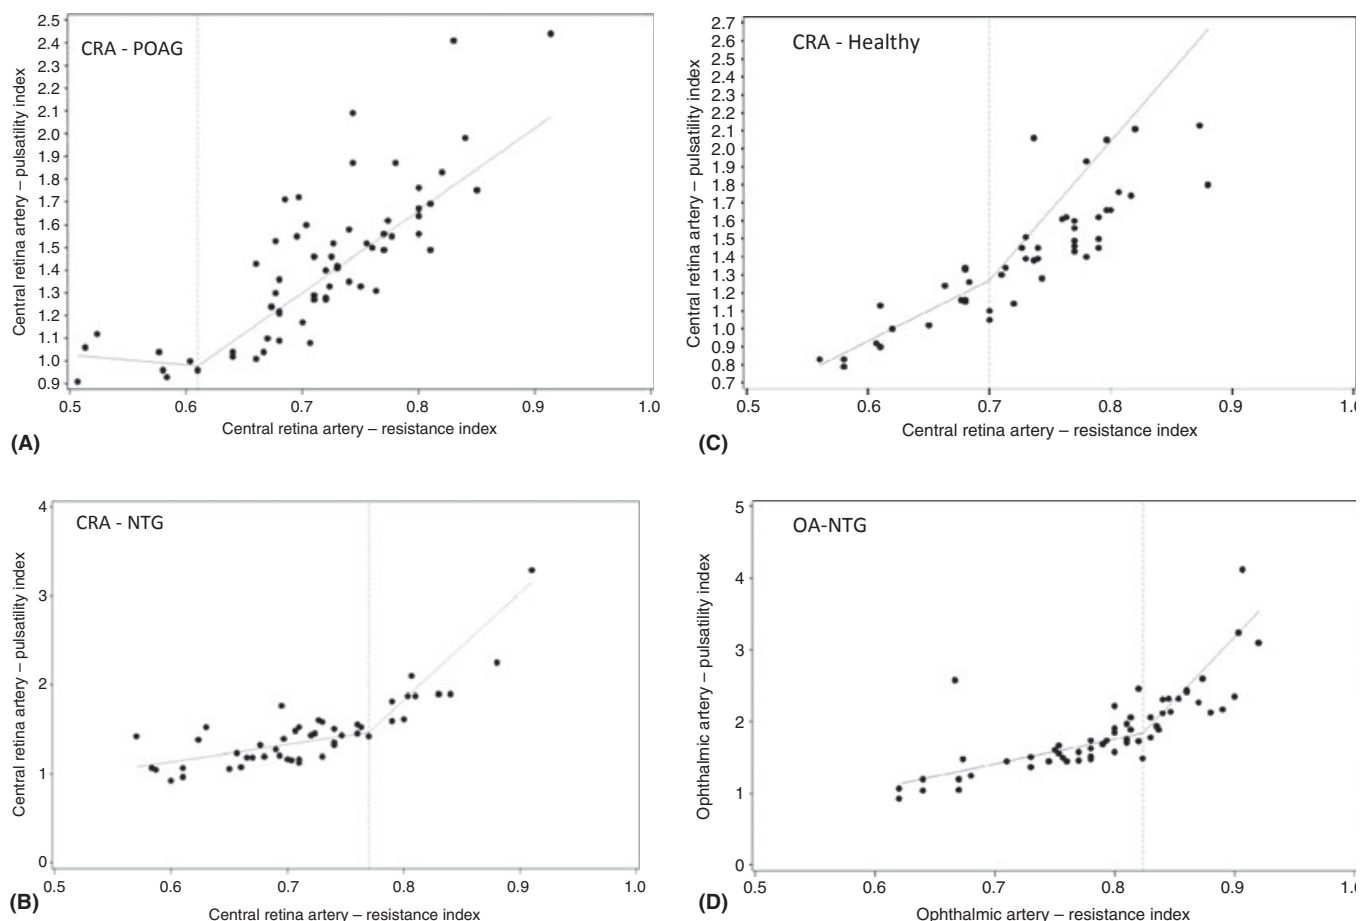 CRA - POAG
Central retina artery – pulsatility index
2.5
2.4
2.3
2.2
2.1
2.0
1.9
1.8
1.7
1.6
1.5
1.4
1.3
1.2
1.1
1.0
0.9
0.5 0.6 0.7 0.8 0.9 1.0
Central retina artery – resistance index
(A)
CRA - Healthy
Central retina artery – pulsatility index
2.7
2.6
2.5
2.4
2.3
2.2
2.1
2.0
1.9
1.8
1.7
1.6
1.5
1.4
1.3
1.2
1.1
1.0
0.9
0.8
0.7
0.5 0.6 0.7 0.8 0.9 1.0
Central retina artery – resistance index
(C)
CRA - NTG
Central retina artery – pulsatility index
4
3
2
1
0
0.5 0.6 0.7 0.8 0.9 1.0
Central retina artery – resistance index
(B)
OA-NTG
Ophthalmic artery – pulsatility index
5
4
3
2
1
0
0.5 0.6 0.7 0.8 0.9 1.0
Ophthalmic artery – resistance index
(D)